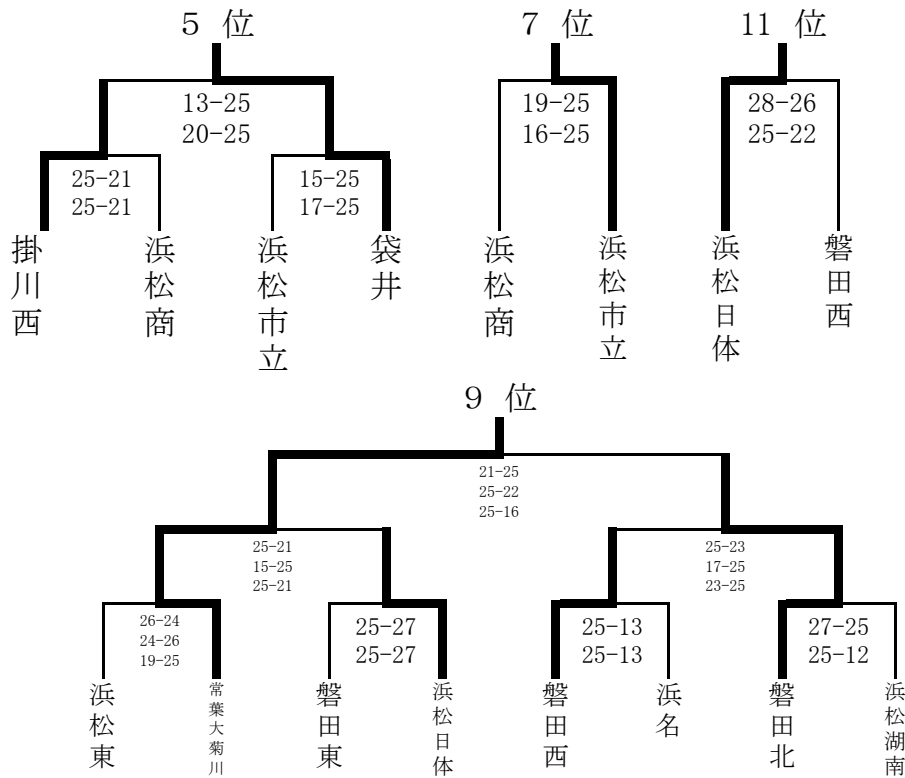 5 位
13-25
20-25
25-21
25-21
15-25
17-25
掛川西
浜松商
浜松市立
袋井
7 位
19-25
16-25
浜松商
浜松市立
11 位
28-26
25-22
浜松日体
磐田西
9 位
21-25
25-22
25-16
25-21
15-25
25-21
25-23
17-25
23-25
26-24
24-26
19-25
25-27
25-27
25-13
25-13
27-25
25-12
浜松東
常葉大菊川
磐田東
浜松日体
磐田西
浜名
磐田北
浜松湖南